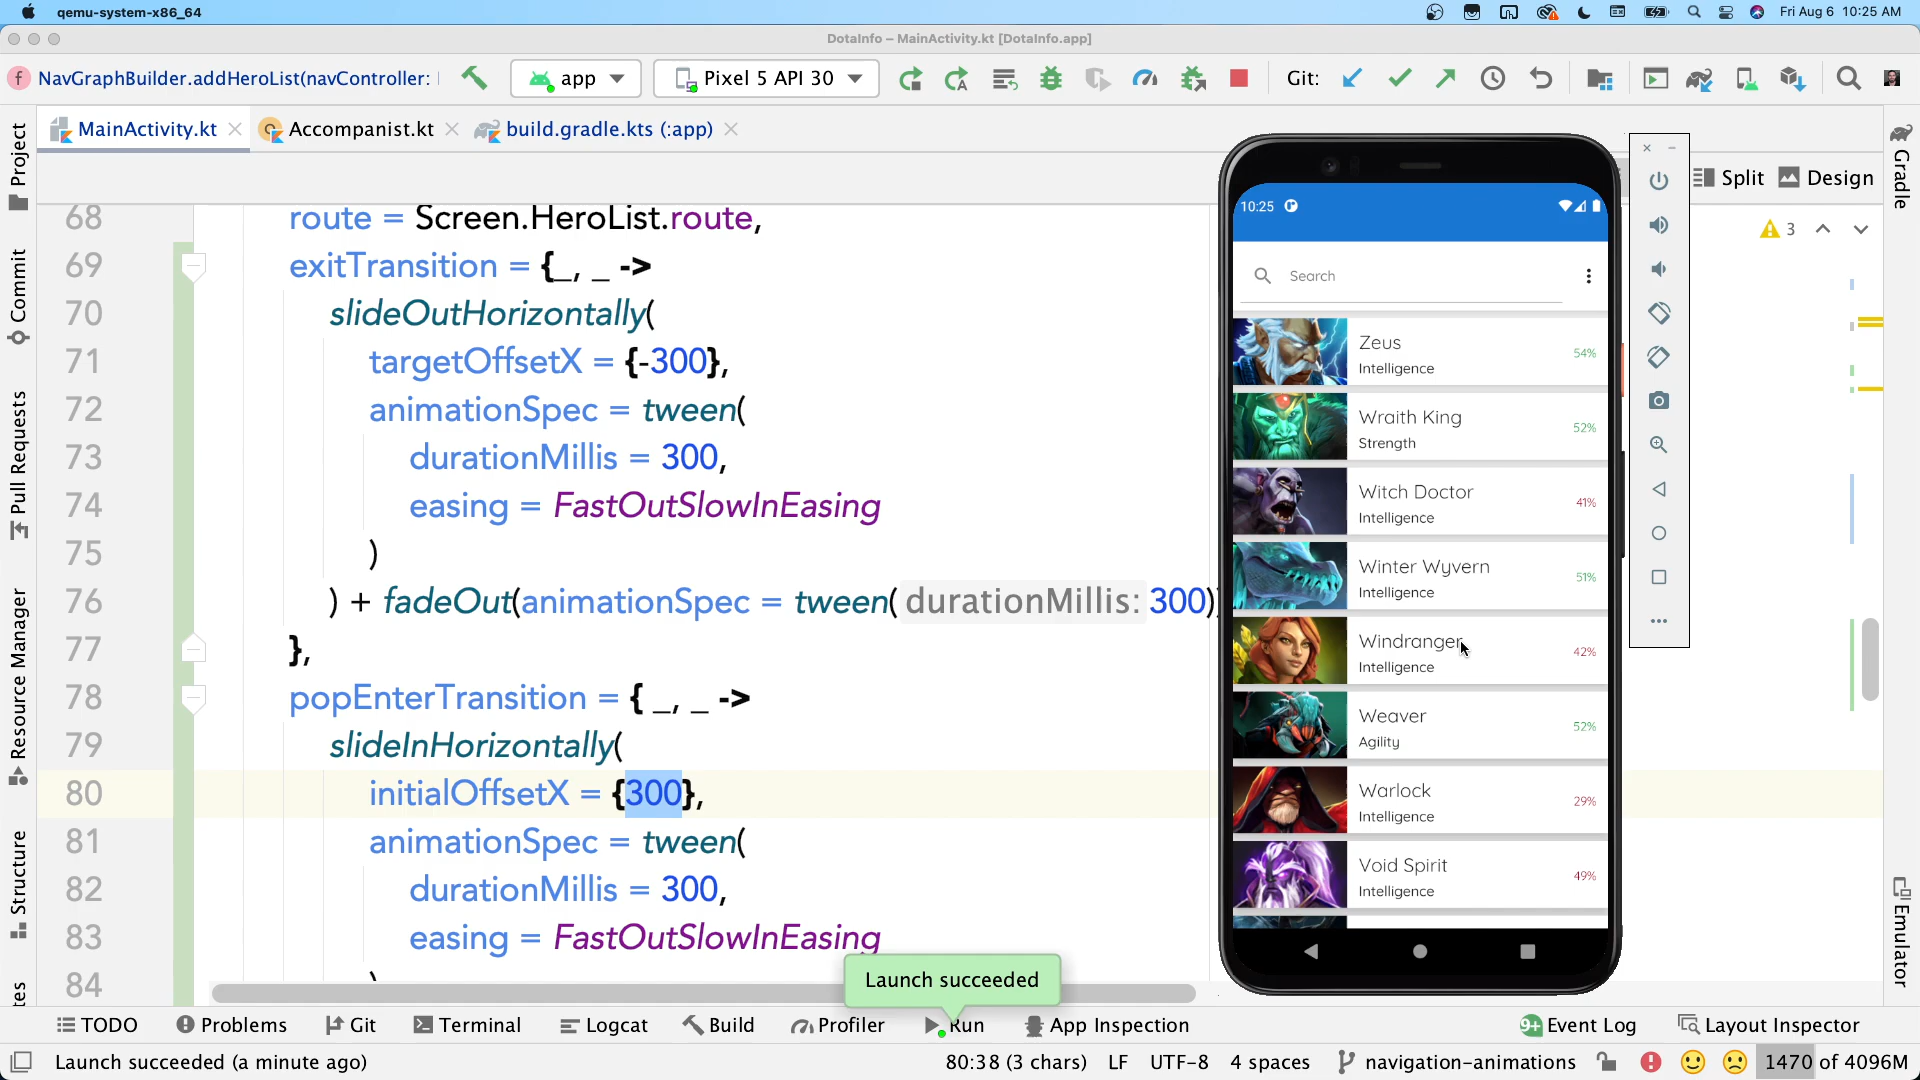 qemu-system-x86_64
Fri Aug 6 10:25 AM
DotaInfo – MainActivity.kt [DotaInfo.app]
NavGraphBuilder.addHeroList(navController:
app
Pixel 5 API 30
Git:
MainActivity.kt
Accompanist.kt
build.gradle.kts (:app)
Split
Design
3
Project
Commit
Pull Requests
Resource Manager
Structure
Gradle
Emulator
68 route = Screen.HeroList.route,
69 exitTransition = {_, _ ->
70 slideOutHorizontally(
71 targetOffsetX = {-300},
72 animationSpec = tween(
73 durationMillis = 300,
74 easing = FastOutSlowInEasing
75 )
76 ) + fadeOut(animationSpec = tween( durationMillis: 300)
77 },
78 popEnterTransition = { _, _ ->
79 slideInHorizontally(
80 initialOffsetX = {300},
81 animationSpec = tween(
82 durationMillis = 300,
83 easing = FastOutSlowInEasing
84 )
10:25
Search
Zeus
Intelligence
54%
Wraith King
Strength
52%
Witch Doctor
Intelligence
41%
Winter Wyvern
Intelligence
51%
Windranger
Intelligence
42%
Weaver
Agility
52%
Warlock
Intelligence
29%
Void Spirit
Intelligence
49%
Launch succeeded
TODO
Problems
Git
Terminal
Logcat
Build
Profiler
Run
App Inspection
9+ Event Log
Layout Inspector
Launch succeeded (a minute ago)
80:38 (3 chars)
LF
UTF-8
4 spaces
navigation-animations
1470 of 4096M